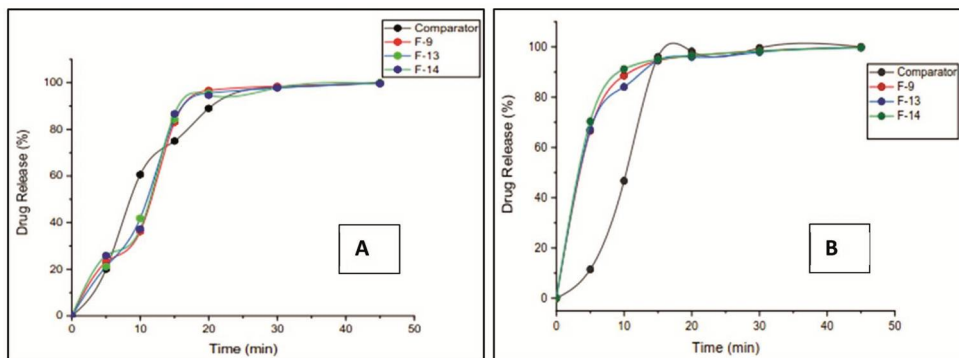 Comparator
F-9
F-13
F-14
Drug Release (%)
100
80
60
40
20
0
A
0 10 20 30 40 50
Time (min)
Comparator
F-9
F-13
F-14
Drug Release (%)
100
80
60
40
20
0
B
0 10 20 30 40 50
Time (min)